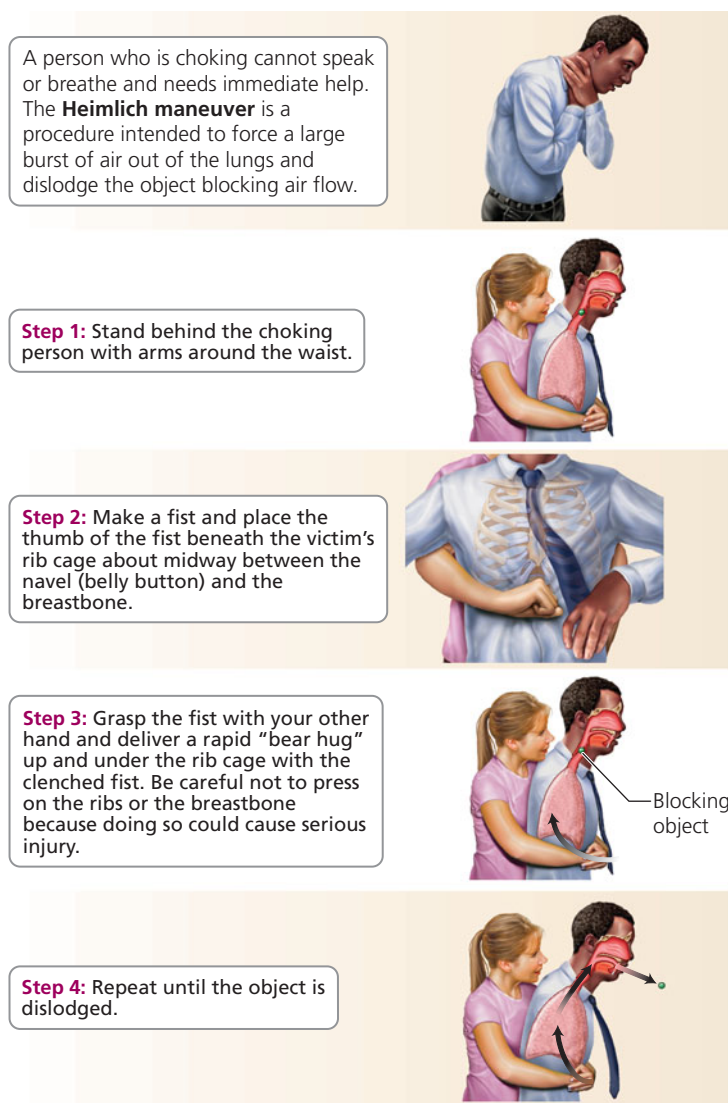 A person who is choking cannot speak
or breathe and needs immediate help.
The Heimlich maneuver is a
procedure intended to force a large
burst of air out of the lungs and
dislodge the object blocking air flow.
Step 1: Stand behind the choking
person with arms around the waist.
Step 2: Make a fist and place the
thumb of the fist beneath the victim's
rib cage about midway between the
navel (belly button) and the
breastbone.
Step 3: Grasp the fist with your other
hand and deliver a rapid “bear hug”
up and under the rib cage with the
clenched fist. Be careful not to press
on the ribs or the breastbone
because doing so could cause serious
injury.
Blocking
object
Step 4: Repeat until the object is
dislodged.